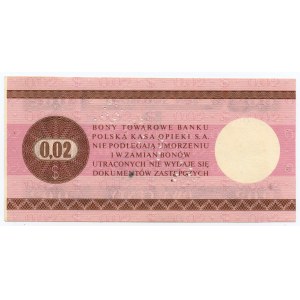 BONY TOWAROWE BANKU
POLSKA KASA OPIEKI S.A.
NIE PODLEGAJĄ UMORZENIU
I W ZAMIAN BONÓW
UTRACONYCH NIE WYDAJE SIĘ
DOKUMENTÓW ZASTĘPCZYCH
0,02